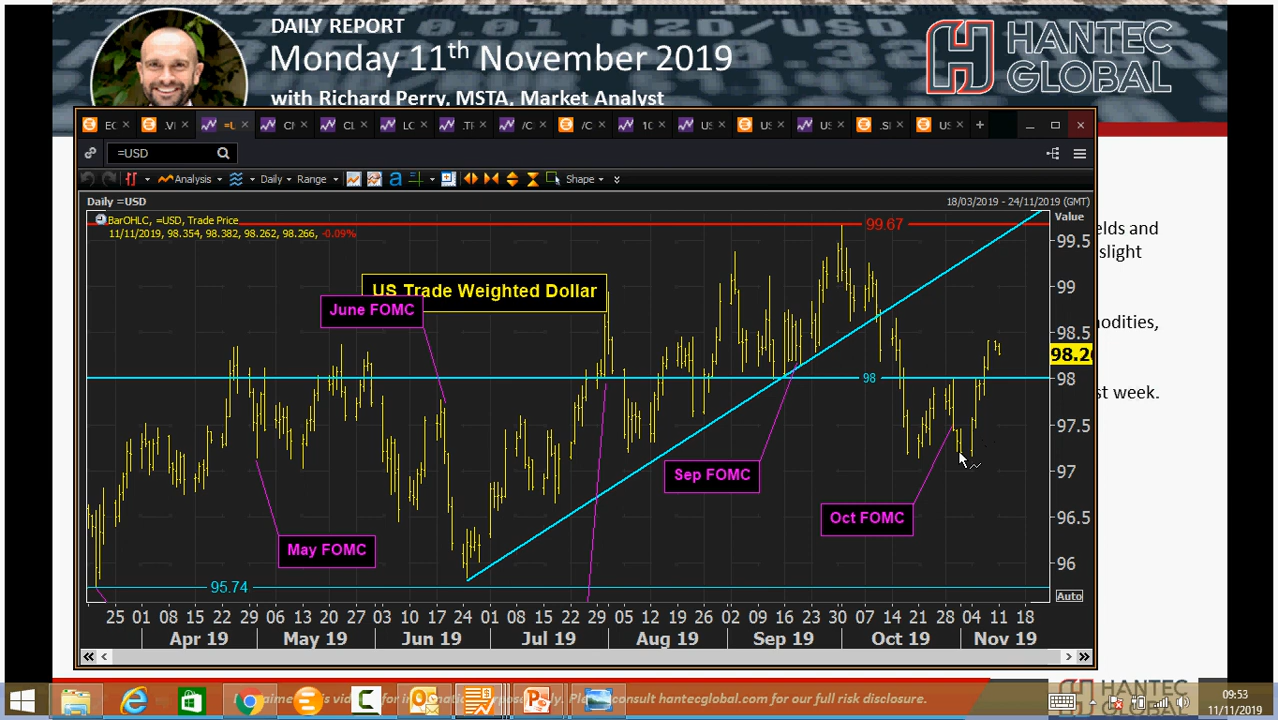 DAILY REPORT
Monday 11th November 2019
with Richard Perry, MSTA, Market Analyst
HANTEC
GLOBAL
=USD
Analysis
Daily
Range
Shape
Daily =USD
18/03/2019 - 24/11/2019 (GMT)
BarOHLC, =USD, Trade Price
11/11/2019, 98.354, 98.382, 98.262, 98.266, -0.09%
Value
99.67
99.5
US Trade Weighted Dollar
99
June FOMC
98.5
98.2
98
98
97.5
Sep FOMC
97
Oct FOMC
96.5
May FOMC
96
95.74
Auto
25 01 08 15 22 29 06 13 20 27 03 10 17 24 01 08 15 22 29 05 12 19 26 02 09 16 23 01 07 14 21 28 04 11 18
Apr 19 May 19 Jun 19 Jul 19 Aug 19 Sep 19 Oct 19 Nov 19
elds and
slight
nodities,
st week.
consult hantecglobal.com for our full risk disclosure.
HANTEC
09:53
11/11/2019